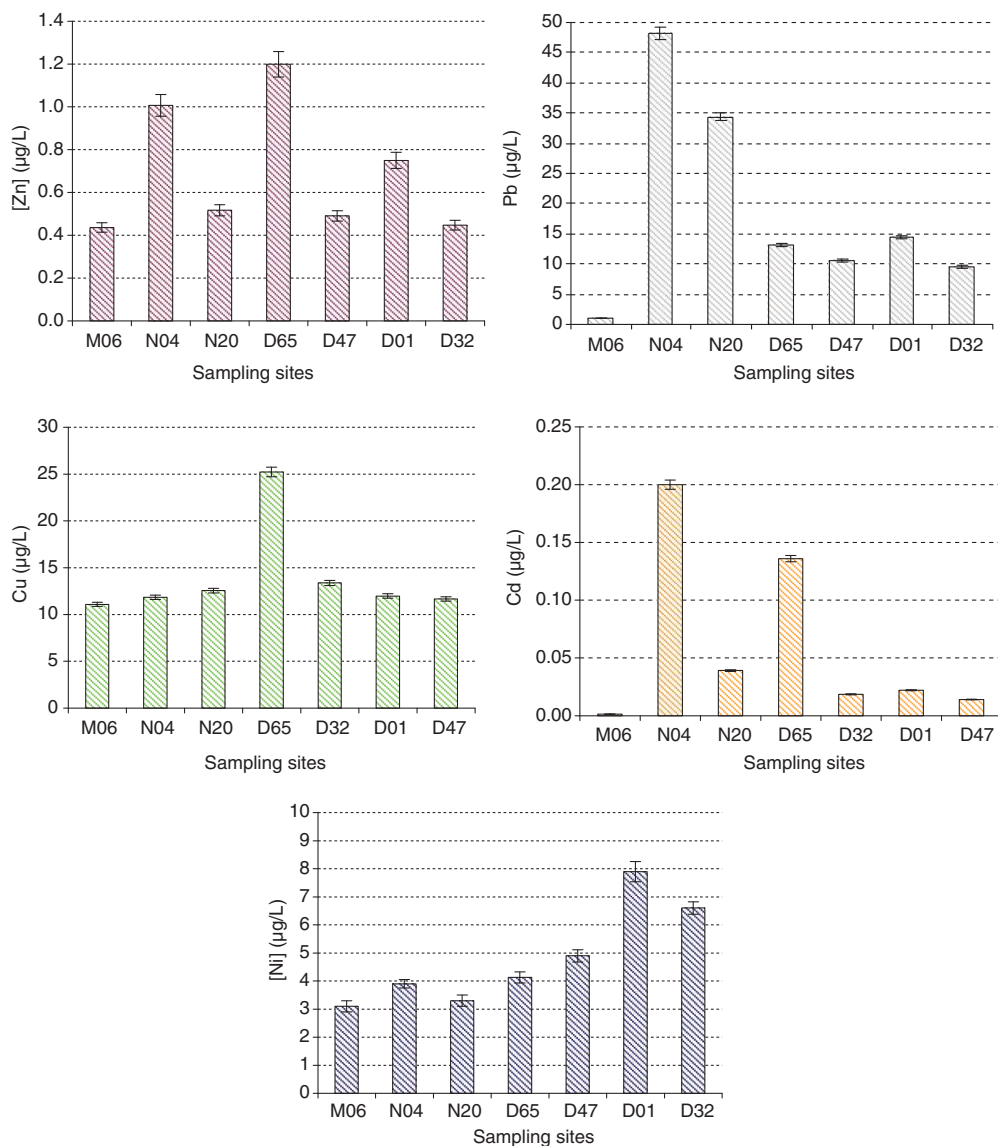 1.4
1.2
1.0
0.8
0.6
0.4
0.2
0.0
[Zn] (µg/L)
M06 N04 N20 D65 D47 D01 D32
Sampling sites
50
45
40
35
30
25
20
15
10
5
0
Pb (µg/L)
M06 N04 N20 D65 D47 D01 D32
Sampling sites
30
25
20
15
10
5
0
Cu (µg/L)
M06 N04 N20 D65 D32 D01 D47
Sampling sites
0.25
0.20
0.15
0.10
0.05
0.00
Cd (µg/L)
M06 N04 N20 D65 D32 D01 D47
Sampling sites
10
9
8
7
6
5
4
3
2
1
0
[Ni] (µg/L)
M06 N04 N20 D65 D47 D01 D32
Sampling sites